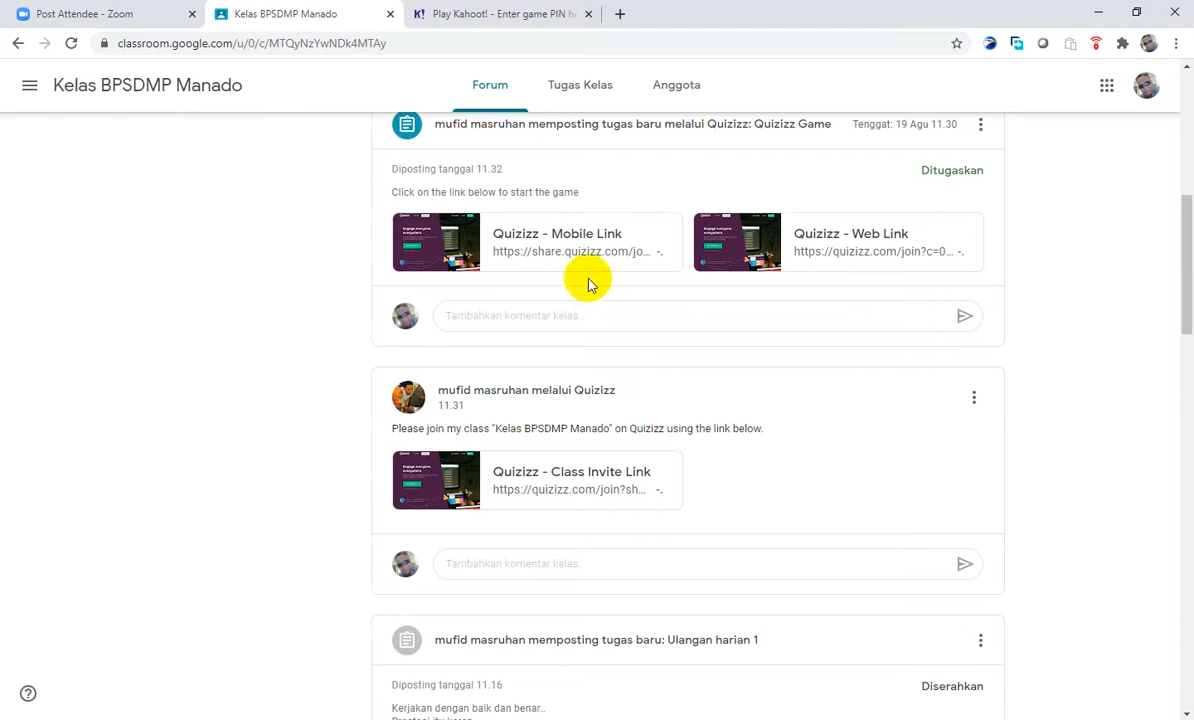 Post Attendee - Zoom
Kelas BPSDMP Manado
Play Kahoot! - Enter game PIN he
classroom.google.com/u/0/c/MTQyNzYwNDk4MTAy
Kelas BPSDMP Manado
Forum
Tugas Kelas
Anggota
mufid masruhan memposting tugas baru melalui Quizizz: Quizizz Game
Tenggat: 19 Agu 11.30
Diposting tanggal 11.32
Ditugaskan
Click on the link below to start the game
Quizizz - Mobile Link
https://share.quizizz.com/jo... -.
Quizizz - Web Link
https://quizizz.com/join?c=0... -.
Tambahkan komentar kelas...
mufid masruhan melalui Quizizz
11.31
Please join my class "Kelas BPSDMP Manado" on Quizizz using the link below.
Quizizz - Class Invite Link
https://quizizz.com/join?sh... -.
Tambahkan komentar kelas...
mufid masruhan memposting tugas baru: Ulangan harian 1
Diposting tanggal 11.16
Diserahkan
Kerjakan dengan baik dan benar..